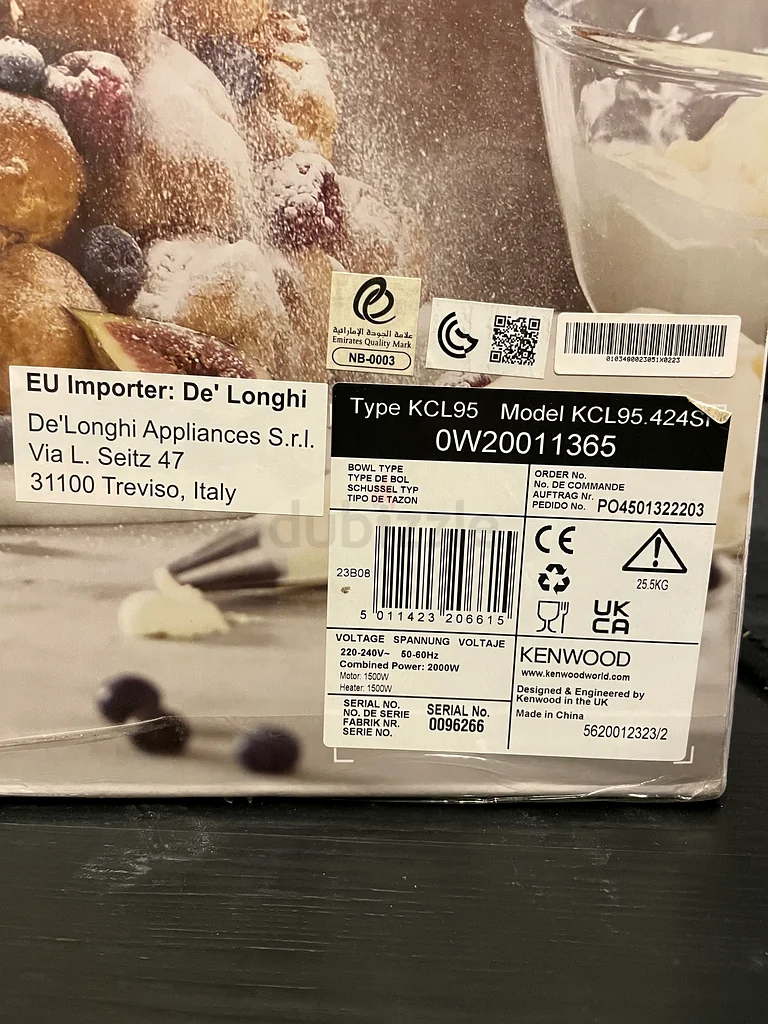 علامة الجودة الإماراتية
Emirates Quality Mark
NB-0003
0103480023051X0223
EU Importer: De' Longhi
De'Longhi Appliances S.r.l.
Via L. Seitz 47
31100 Treviso, Italy
Type KCL95 Model KCL95.424SI
0W20011365
BOWL TYPE
TYPE DE BOL
SCHUSSEL TYP
TIPO DE TAZON
ORDER No.
No. DE COMMANDE
AUFTRAG Nr.
PEDIDO No. PO4501322203
dubizzle
23B08
5 011423 206615
CE
25.5KG
UK
CA
VOLTAGE SPANNUNG VOLTAJE
220-240V~ 50-60Hz
Combined Power: 2000W
Motor: 1500W
Heater: 1500W
KENWOOD
www.kenwoodworld.com
Designed & Engineered by
Kenwood in the UK
Made in China
5620012323/2
SERIAL NO.
NO. DE SERIE
FABRIK NR.
SERIE NO.
SERIAL No.
0096266